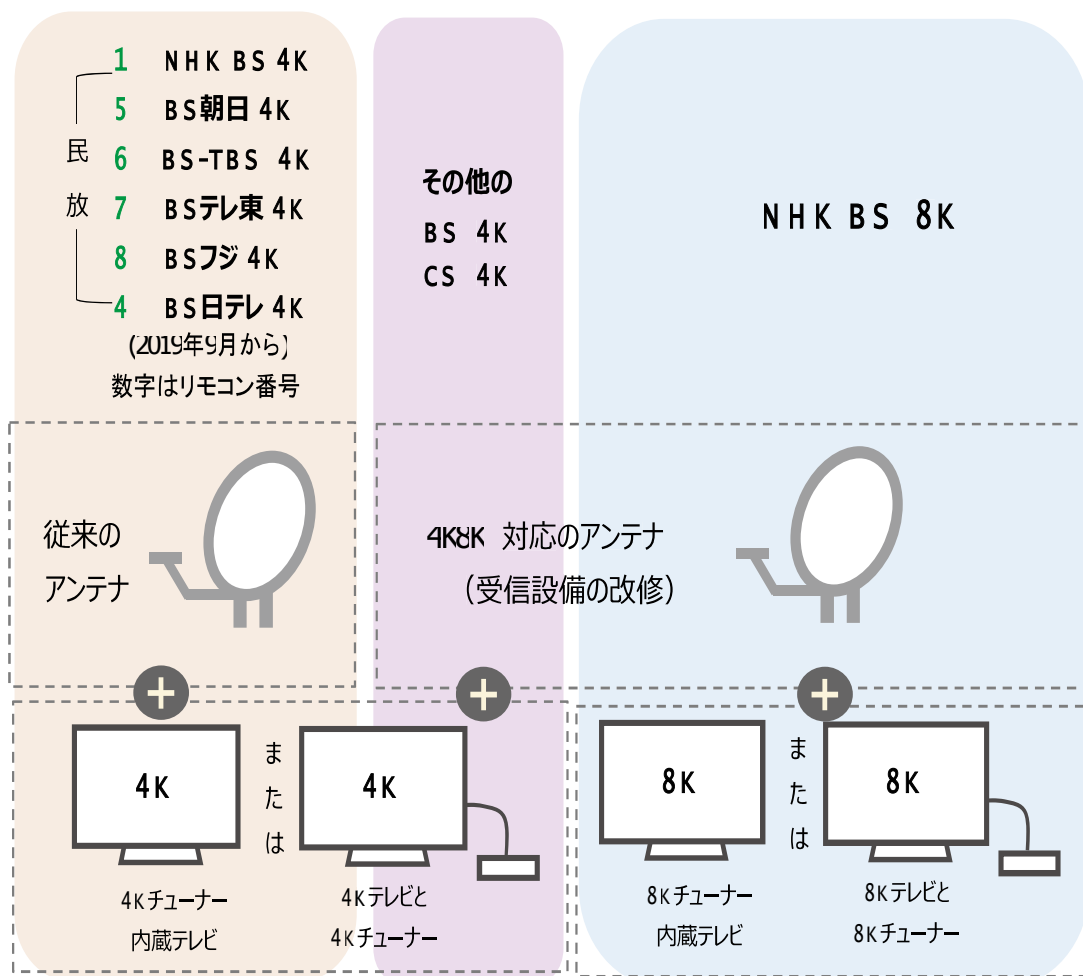 1 NHK BS 4K
5 BS朝日 4K
6 BS-TBS 4K
7 BSテレ東 4K
8 BSフジ 4K
4 BS日テレ 4K
民放
(2019年9月から)
数字はリモコン番号
その他の
BS 4K
CS 4K
NHK BS 8K
従来の
アンテナ
4K8K 対応のアンテナ
（受信設備の改修）
4K
または
4K
8K
または
8K
4Kチューナー
内蔵テレビ
4Kテレビと
4Kチューナー
8Kチューナー
内蔵テレビ
8Kテレビと
8Kチューナー